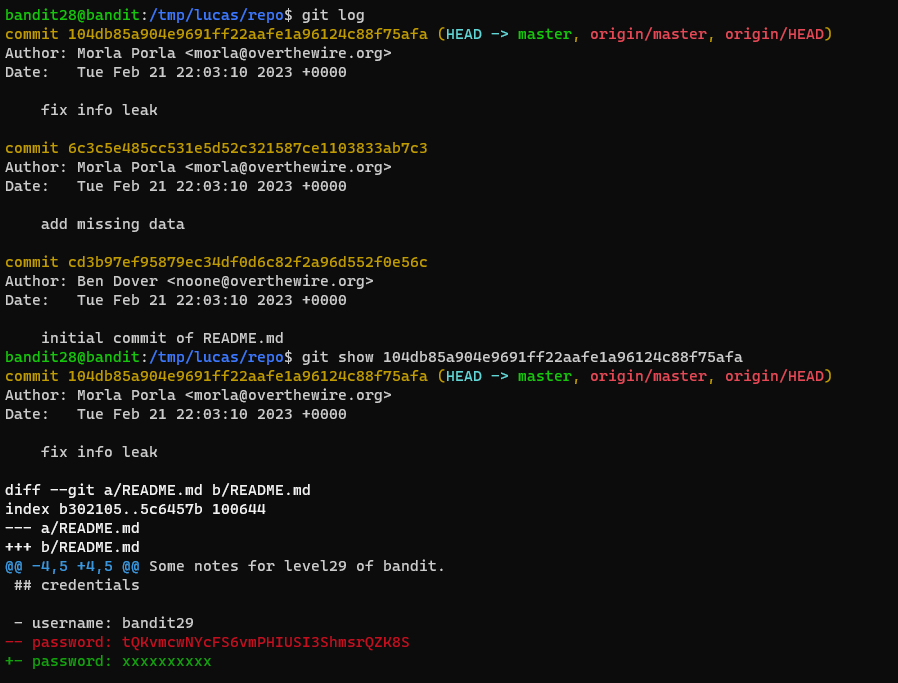 bandit28@bandit:/tmp/lucas/repo$ git log
commit 104db85a904e9691ff22aafe1a96124c88f75afa (HEAD -> master, origin/master, origin/HEAD)
Author: Morla Porla <morla@overthewire.org>
Date:   Tue Feb 21 22:03:10 2023 +0000
    fix info leak
commit 6c3c5e485cc531e5d52c321587ce1103833ab7c3
Author: Morla Porla <morla@overthewire.org>
Date:   Tue Feb 21 22:03:10 2023 +0000
    add missing data
commit cd3b97ef95879ec34df0d6c82f2a96d552f0e56c
Author: Ben Dover <noone@overthewire.org>
Date:   Tue Feb 21 22:03:10 2023 +0000
    initial commit of README.md
bandit28@bandit:/tmp/lucas/repo$ git show 104db85a904e9691ff22aafe1a96124c88f75afa
commit 104db85a904e9691ff22aafe1a96124c88f75afa (HEAD -> master, origin/master, origin/HEAD)
Author: Morla Porla <morla@overthewire.org>
Date:   Tue Feb 21 22:03:10 2023 +0000
    fix info leak
diff --git a/README.md b/README.md
index b302105..5c6457b 100644
--- a/README.md
+++ b/README.md
@@ -4,5 +4,5 @@ Some notes for level29 of bandit.
 ## credentials
 - username: bandit29
-- password: tQKvmcwNYcFS6vmPHIUSI3ShmsrQZK8S
+- password: xxxxxxxxxx